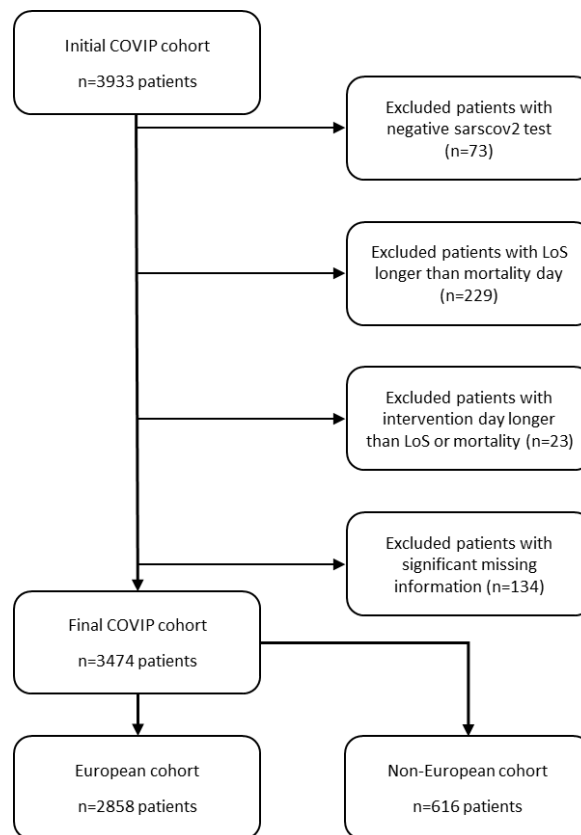 Initial COVIP cohort
n=3933 patients
Excluded patients with
negative sarscov2 test
(n=73)
Excluded patients with LoS
longer than mortality day
(n=229)
Excluded patients with
intervention day longer
than LoS or mortality (n=23)
Excluded patients with
significant missing
information (n=134)
Final COVIP cohort
n=3474 patients
European cohort
n=2858 patients
Non-European cohort
n=616 patients